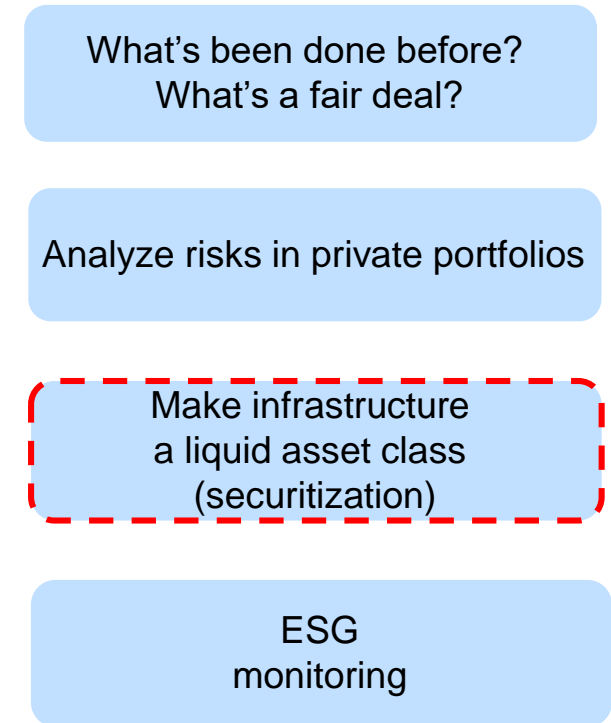 What’s been done before?
What’s a fair deal?
Analyze risks in private portfolios
Make infrastructure
a liquid asset class
(securitization)
ESG
monitoring